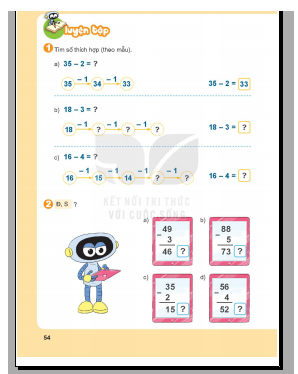 Luyện tập
1 Tìm số thích hợp (theo mẫu).
a) 35 – 2 = ?
– 1 – 1
35 34 33 35 – 2 = 33
b) 18 – 3 = ?
– 1 – 1 – 1
18 ? ? ? 18 – 3 = ?
c) 16 – 4 = ?
– 1 – 1 – 1 – 1
16 15 14 ? ? 16 – 4 = ?
KẾT NỐI TRI THỨC
VỚI CUỘC SỐNG
2 Đ, S ?
a) b)
49 88
– –
3 5
46 ? 73 ?
c) d)
35 56
– –
2 4
15 ? 52 ?
54